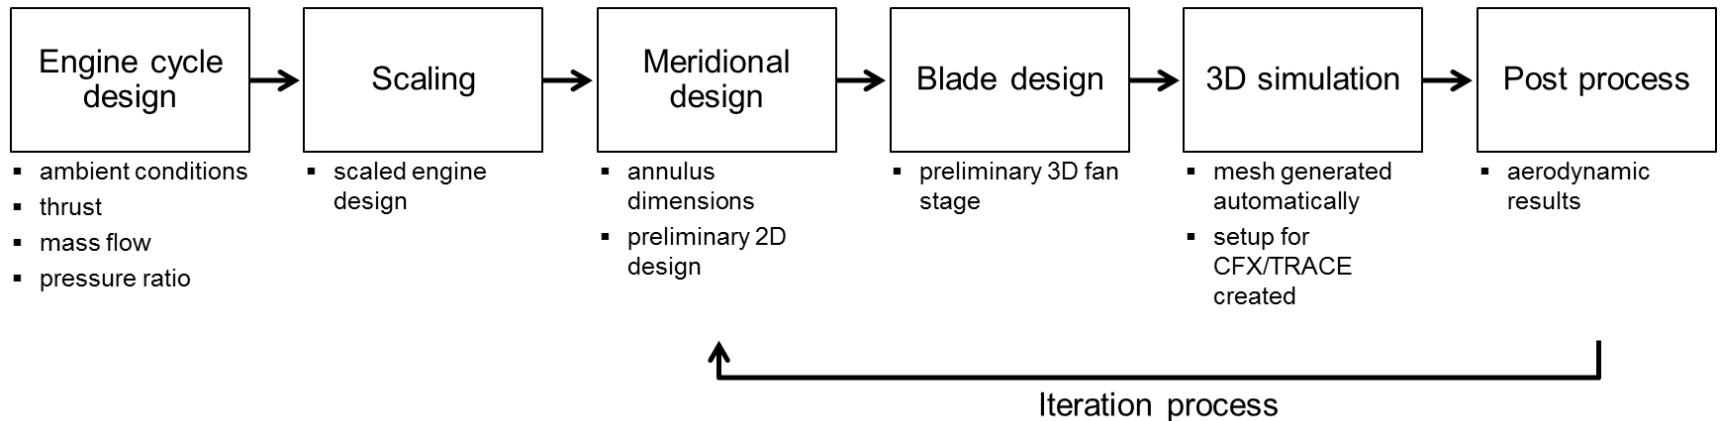 Engine cycle
design
Scaling
Meridional
design
Blade design
3D simulation
Post process
▪ ambient conditions
▪ thrust
▪ mass flow
▪ pressure ratio
▪ scaled engine
design
▪ annulus
dimensions
▪ preliminary 2D
design
▪ preliminary 3D fan
stage
▪ mesh generated
automatically
▪ setup for
CFX/TRACE
created
▪ aerodynamic
results
Iteration process